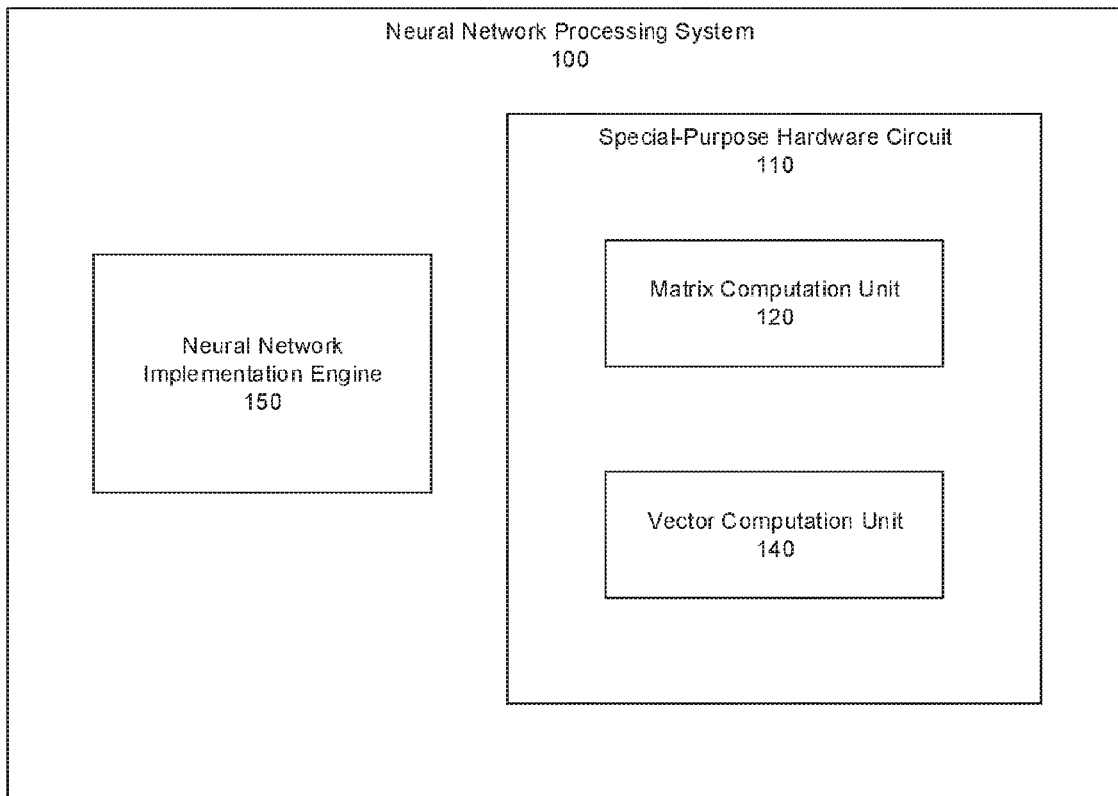 Neural Network Processing System
100
Special-Purpose Hardware Circuit
110
Matrix Computation Unit
120
Neural Network
Implementation Engine
150
Vector Computation Unit
140